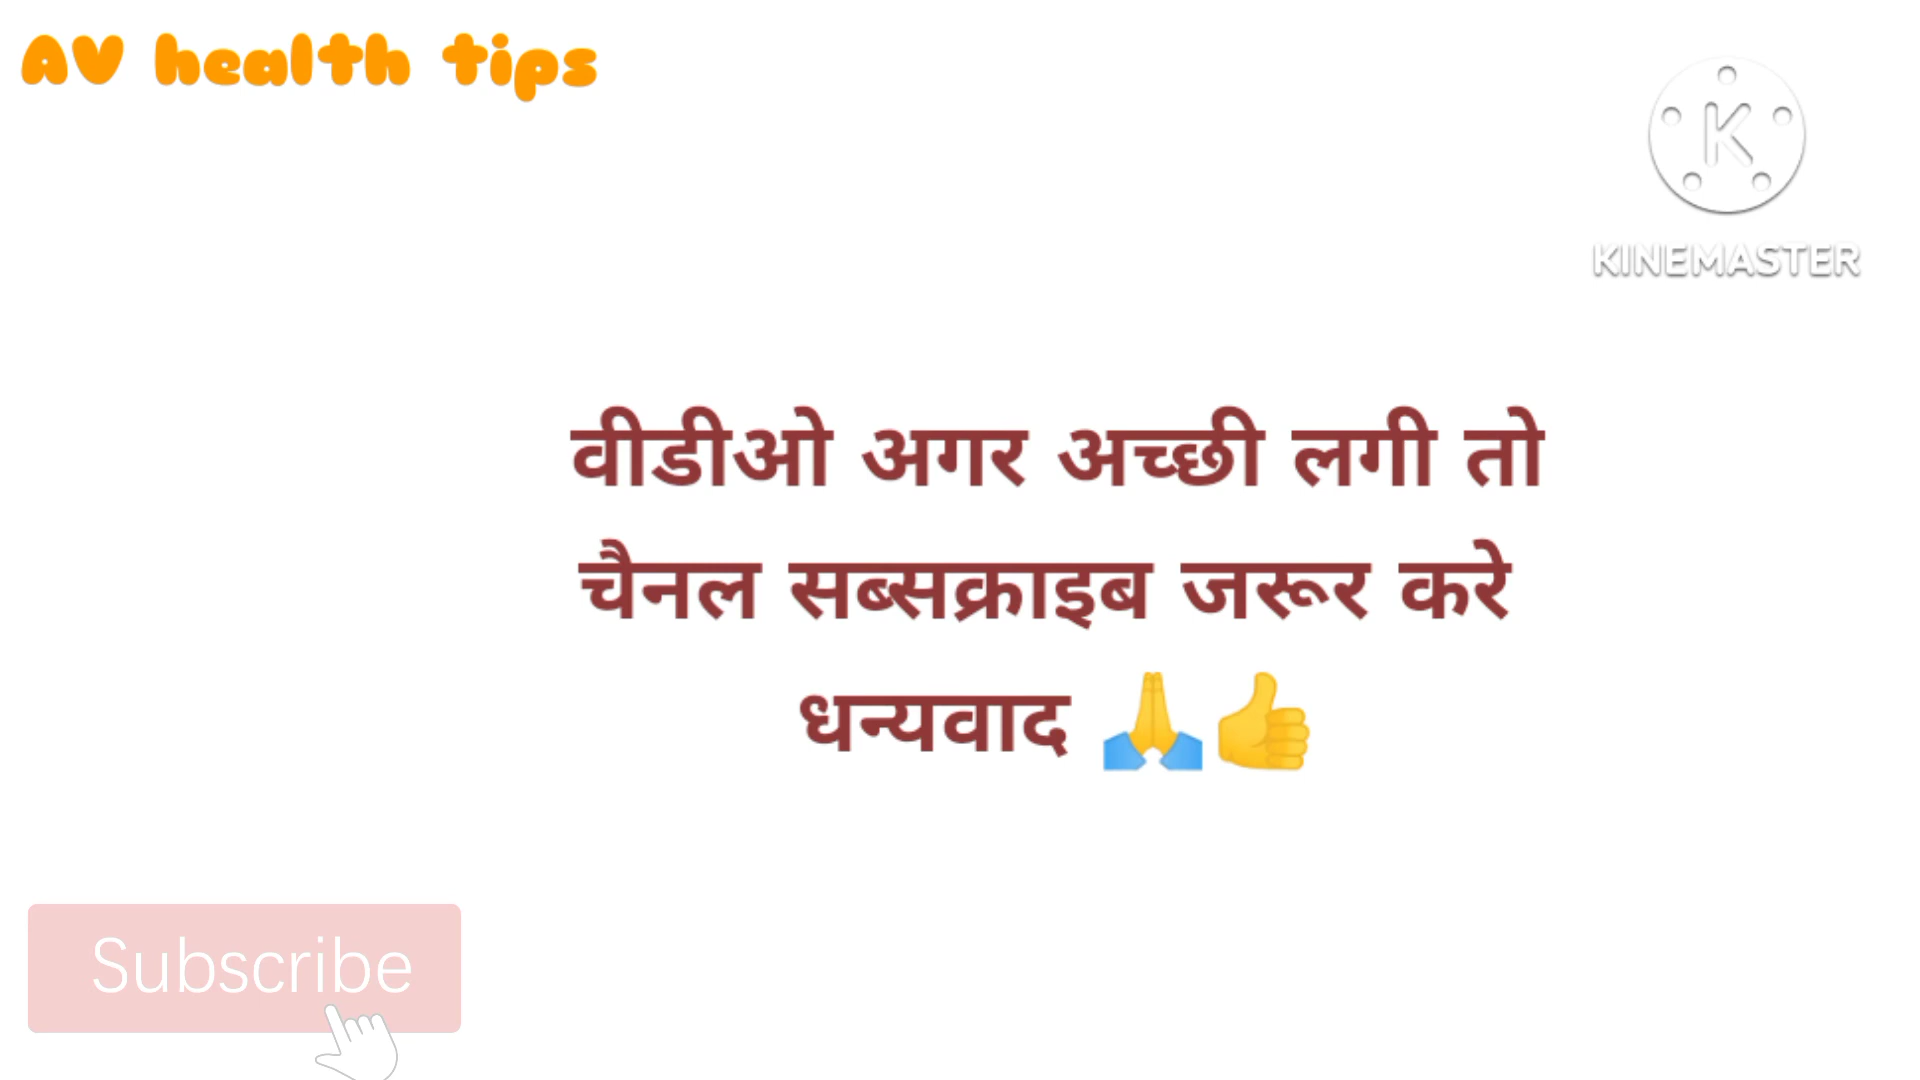 AV health tips
KINEMASTER
वीडीओ अगर अच्छी लगी तो
चैनल सब्सक्राइब जरूर करे
धन्यवाद 🙏👍
Subscribe